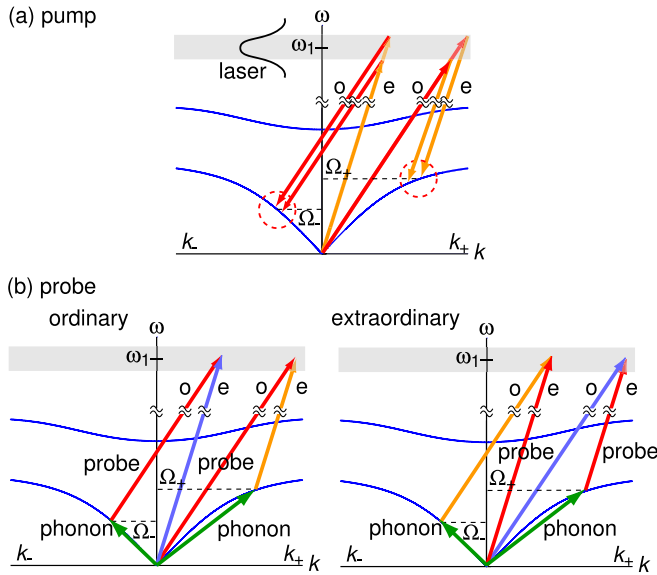 (a) pump
ω
ω₁
laser
o e o e
Ω₊
Ω₋
k₋ k± k
(b) probe
ordinary ω extraordinary ω
ω₁ ω₁
o e o e o e o e
probe probe probe probe
Ω₊ Ω₊
phonon Ω₋ phonon phonon Ω₋ phonon
k₋ k± k k₋ k± k